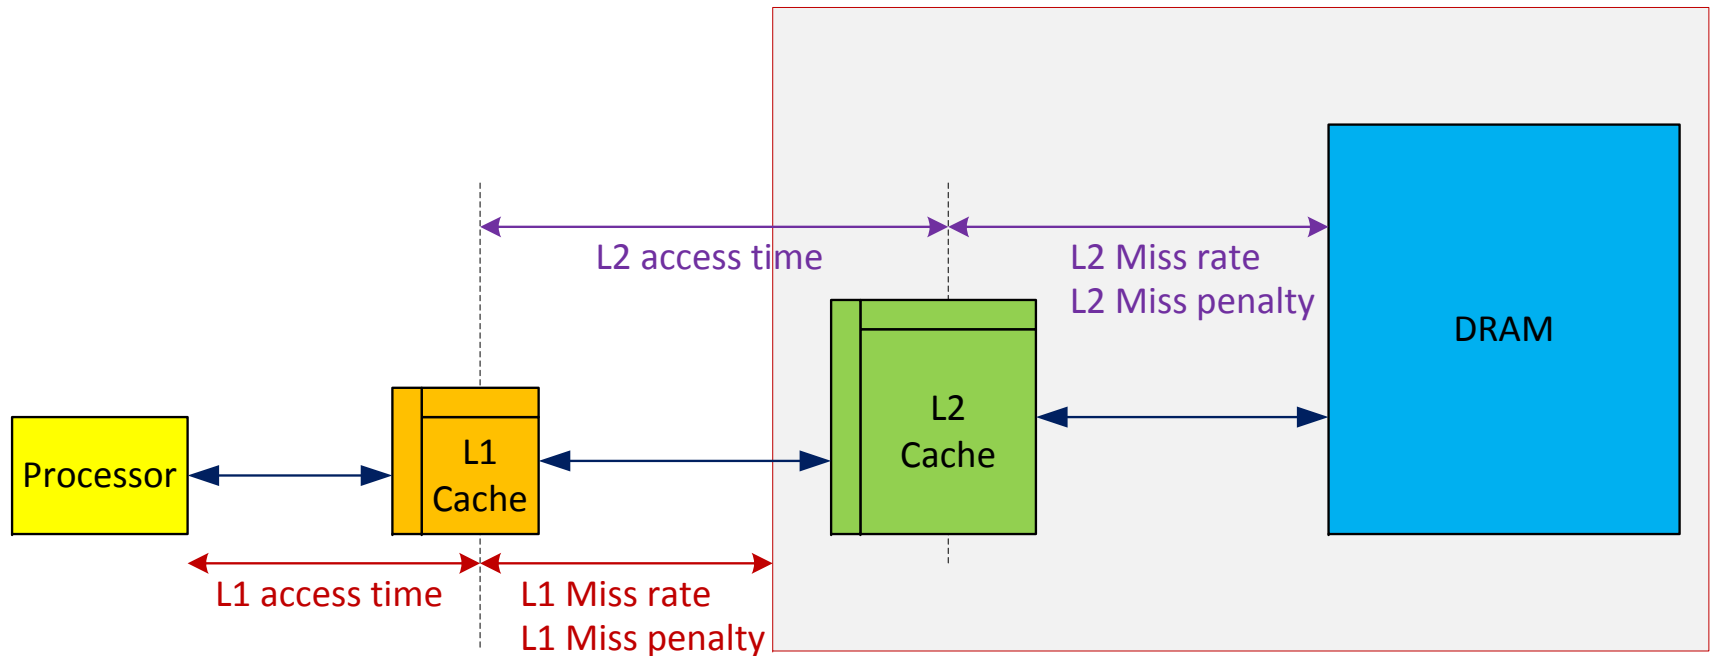 L2 access time
L2 Miss rate
L2 Miss penalty
DRAM
L2
Cache
L1
Cache
Processor
L1 access time
L1 Miss rate
L1 Miss penalty